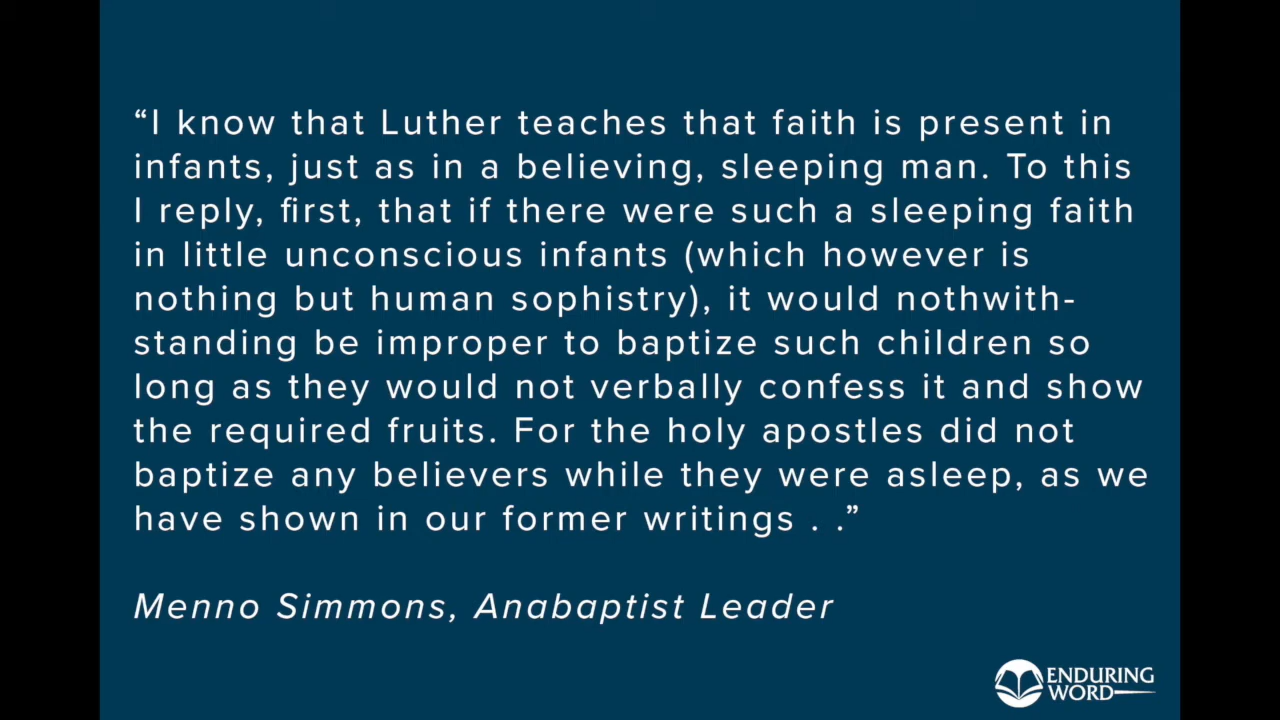 “I know that Luther teaches that faith is present in
infants, just as in a believing, sleeping man. To this
I reply, first, that if there were such a sleeping faith
in little unconscious infants (which however is
nothing but human sophistry), it would nothwith-
standing be improper to baptize such children so
long as they would not verbally confess it and show
the required fruits. For the holy apostles did not
baptize any believers while they were asleep, as we
have shown in our former writings . .”
Menno Simmons, Anabaptist Leader
ENDURING
WORD